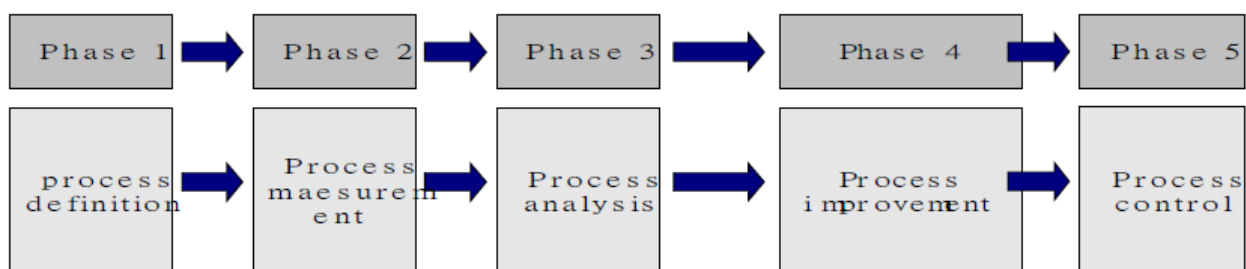 Phase 1
Phase 2
Phase 3
Phase 4
Phase 5
process
definition
Process
maesurem
ent
Process
analysis
Process
improvement
Process
control